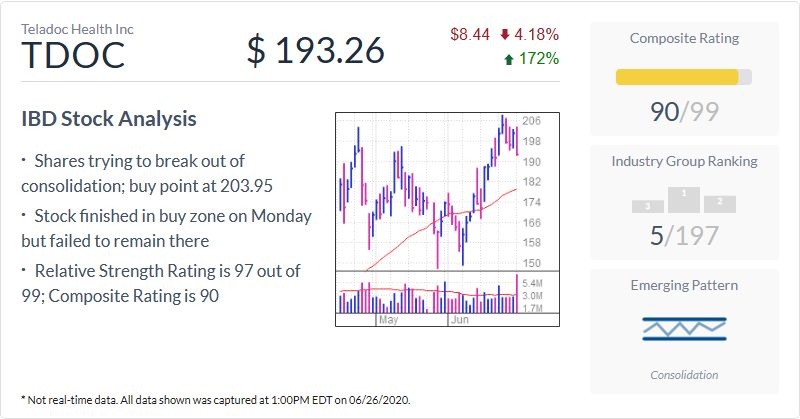 Teladoc Health Inc
TDOC
$ 193.26
$8.44 4.18%
172%
IBD Stock Analysis
· Shares trying to break out of
consolidation; buy point at 203.95
· Stock finished in buy zone on Monday
but failed to remain there
· Relative Strength Rating is 97 out of
99; Composite Rating is 90
206
198
190
182
174
166
158
150
5.4M
3.0M
1.7M
May Jun
Composite Rating
90/99
Industry Group Ranking
3 1 2
5/197
Emerging Pattern
Consolidation
* Not real-time data. All data shown was captured at 1:00PM EDT on 06/26/2020.